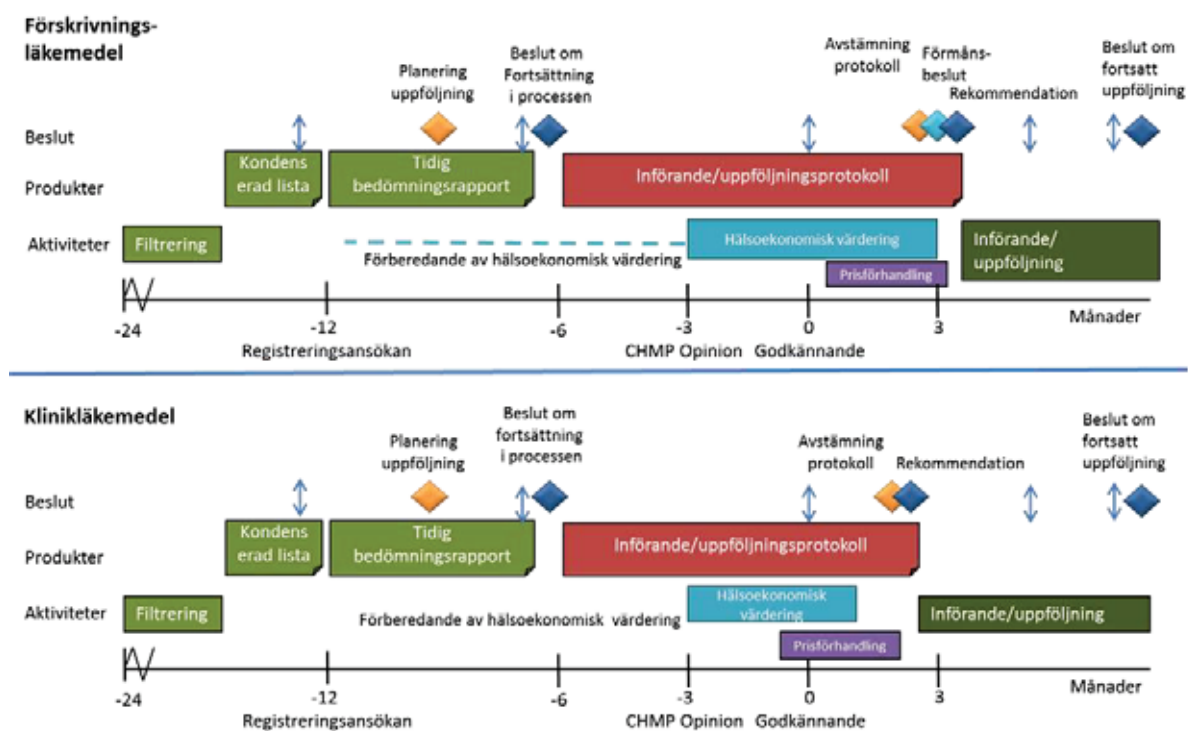 Förskrivnings-
läkemedel
Planering
uppföljning
Beslut om
Fortsättning
i processen
Avstämning
protokoll
Förmåns-
beslut
Rekommendation
Beslut om
fortsatt
uppföljning
Beslut
Produkter
Kondens
erad lista
Tidig
bedömningsrapport
Införande/uppföljningsprotokoll
Aktiviteter
Filtrering
Förberedande av hälsoekonomisk värdering
Hälsoekonomisk värdering
Prisförhandling
Införande/
uppföljning
Månader
-24
-12
-6
-3
0
3
Registreringsansökan
CHMP Opinion
Godkännande
Klinikläkemedel
Planering
uppföljning
Beslut om
fortsättning
i processen
Avstämning
protokoll
Rekommendation
Beslut om
fortsatt
uppföljning
Beslut
Produkter
Kondens
erad lista
Tidig
bedömningsrapport
Införande/uppföljningsprotokoll
Aktiviteter
Filtrering
Förberedande av hälsoekonomisk värdering
Hälsoekonomisk
värdering
Prisförhandling
Införande/uppföljning
Månader
-24
-12
-6
-3
0
3
Registreringsansökan
CHMP Opinion
Godkännande